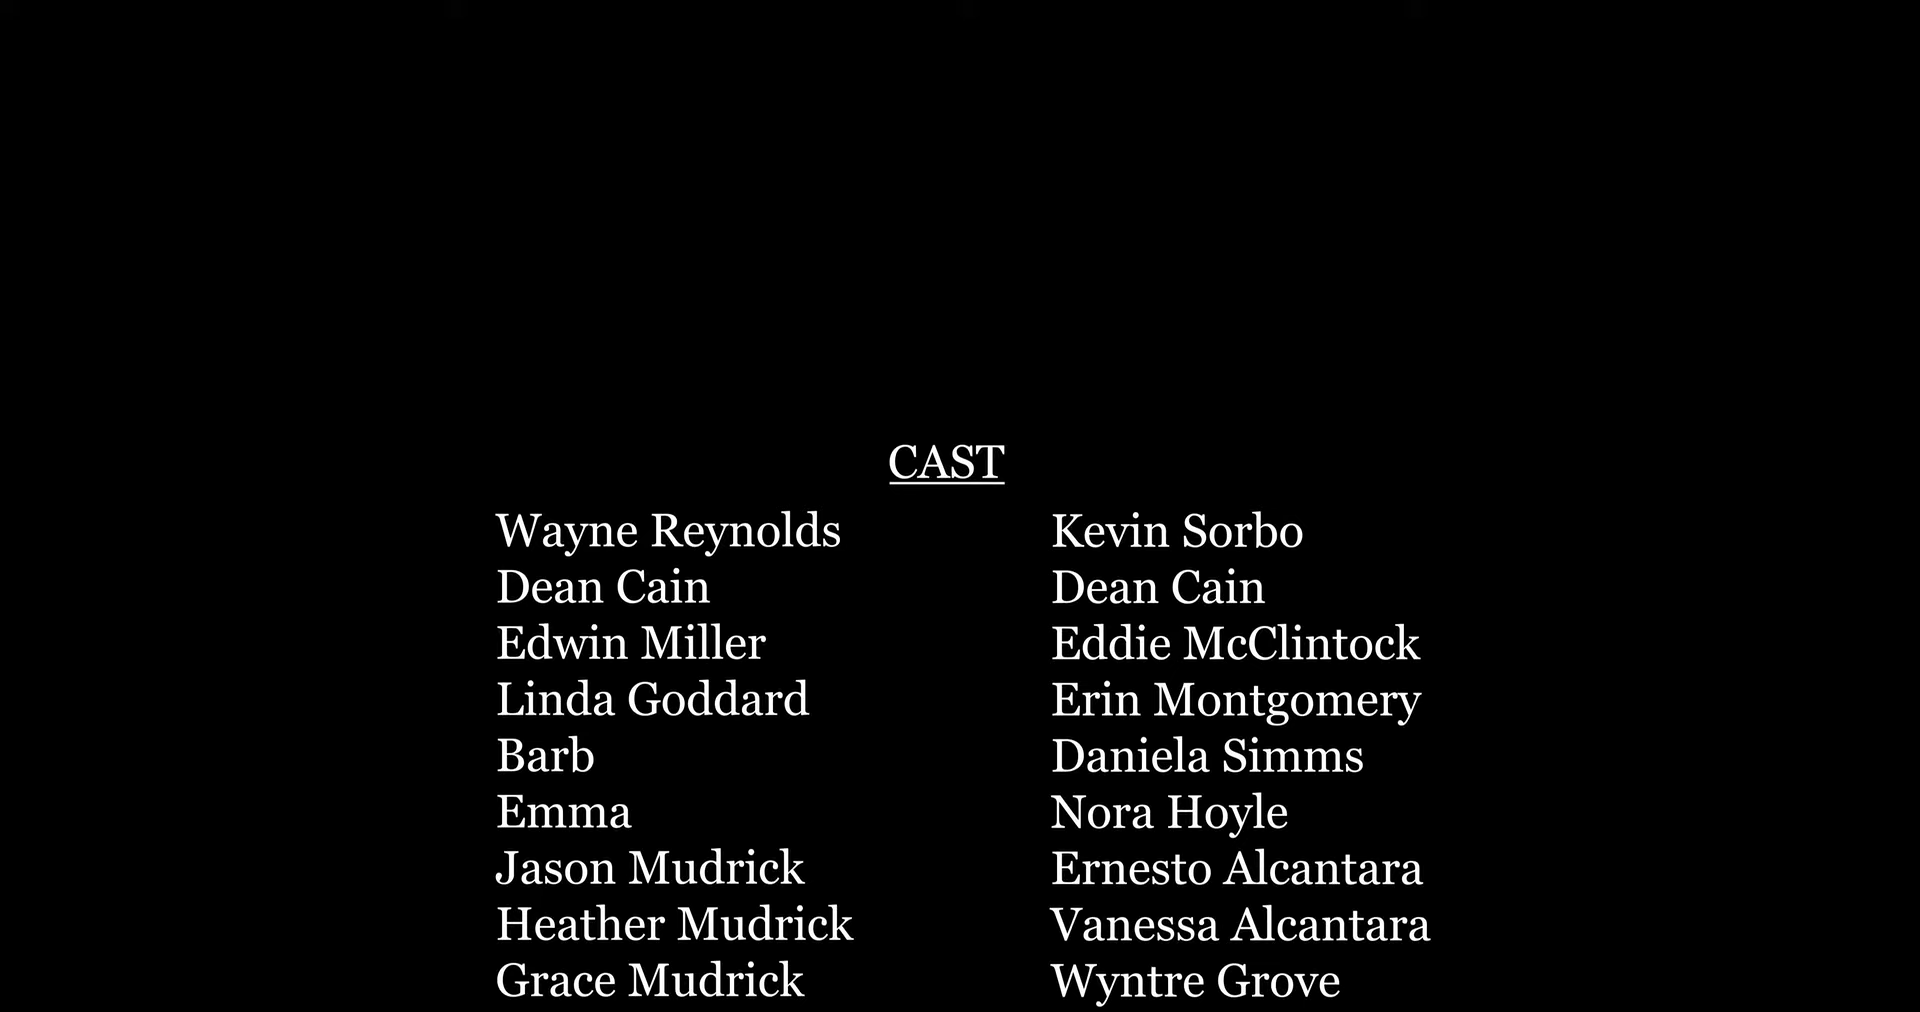 CAST
Wayne Reynolds Kevin Sorbo
Dean Cain Dean Cain
Edwin Miller Eddie McClintock
Linda Goddard Erin Montgomery
Barb Daniela Simms
Emma Nora Hoyle
Jason Mudrick Ernesto Alcantara
Heather Mudrick Vanessa Alcantara
Grace Mudrick Wyntre Grove